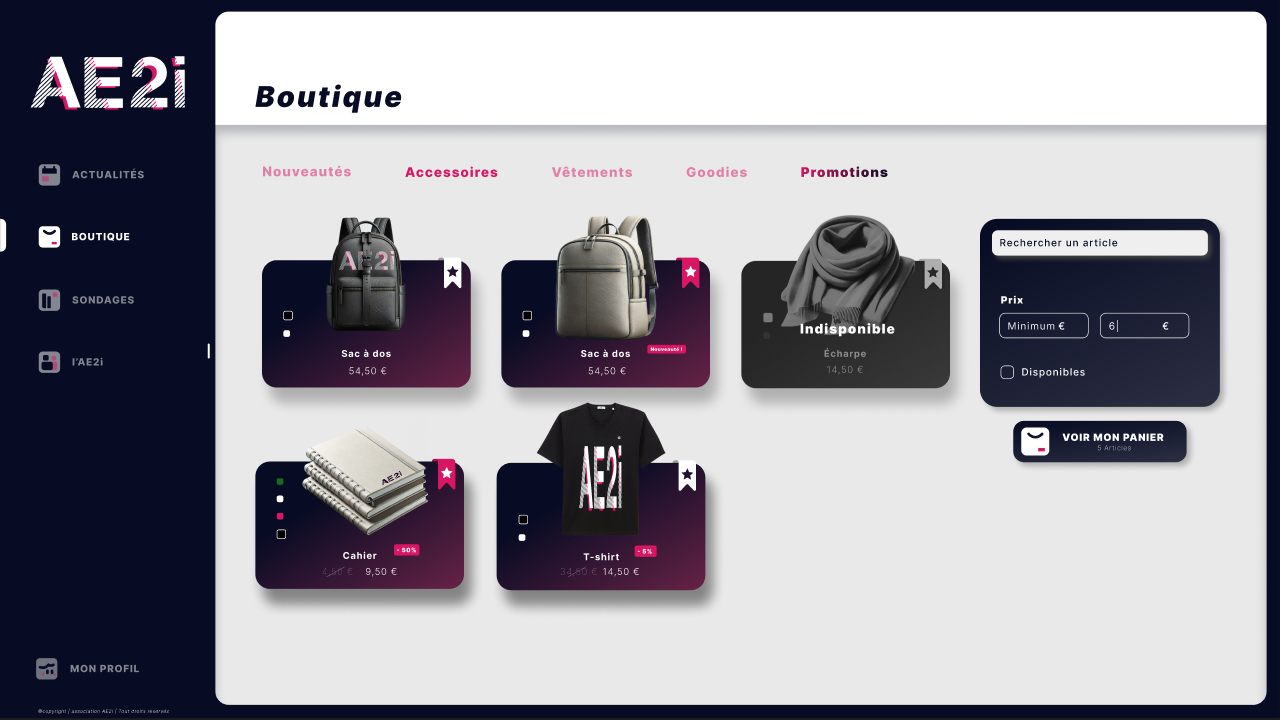 AE2i
ACTUALITÉS
BOUTIQUE
SONDAGES
l'AE2i
MON PROFIL
©copyright | association AE2i | Tout droits réservés
Boutique
Nouveautés Accessoires Vêtements Goodies Promotions
AE2i
Sac à dos
54,50 €
Sac à dos
Nouveauté !
54,50 €
Indisponible
Écharpe
14,50 €
AE2i
Cahier
- 50%
4,50 € 9,50 €
AE2i
T-shirt
- 5%
34,50 € 14,50 €
Rechercher un article
Prix
Minimum € 6 €
Disponibles
VOIR MON PANIER
5 Articles